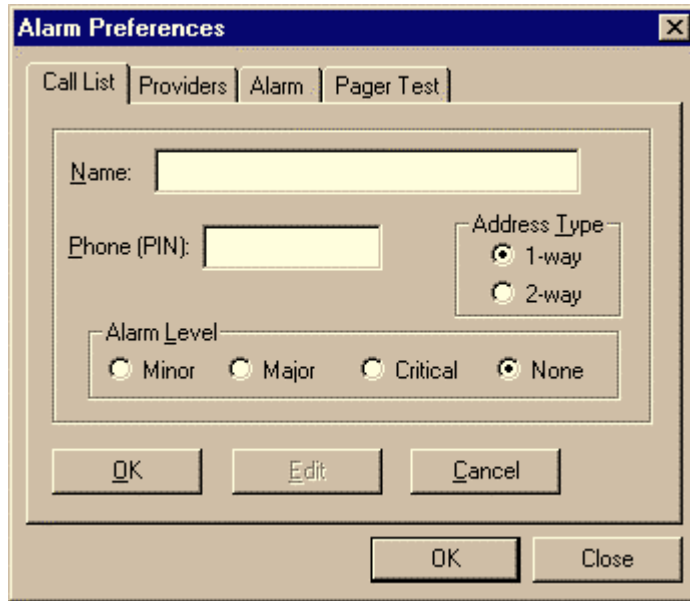 Alarm Preferences
Call List Providers Alarm Pager Test
Name:
Phone (PIN):
Address Type
1-way
2-way
Alarm Level
Minor Major Critical None
OK Edit Cancel
OK Close